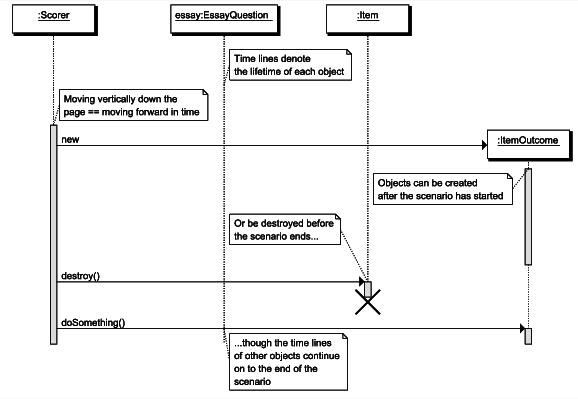 :Scorer
essay:EssayQuestion
:Item
Time lines denote
the lifetime of each object
Moving vertically down the
page == moving forward in time
new
:ItemOutcome
Objects can be created
after the scenario has started
Or be destroyed before
the scenario ends...
destroy()
doSomething()
...though the time lines
of other objects continue
on to the end of the
scenario